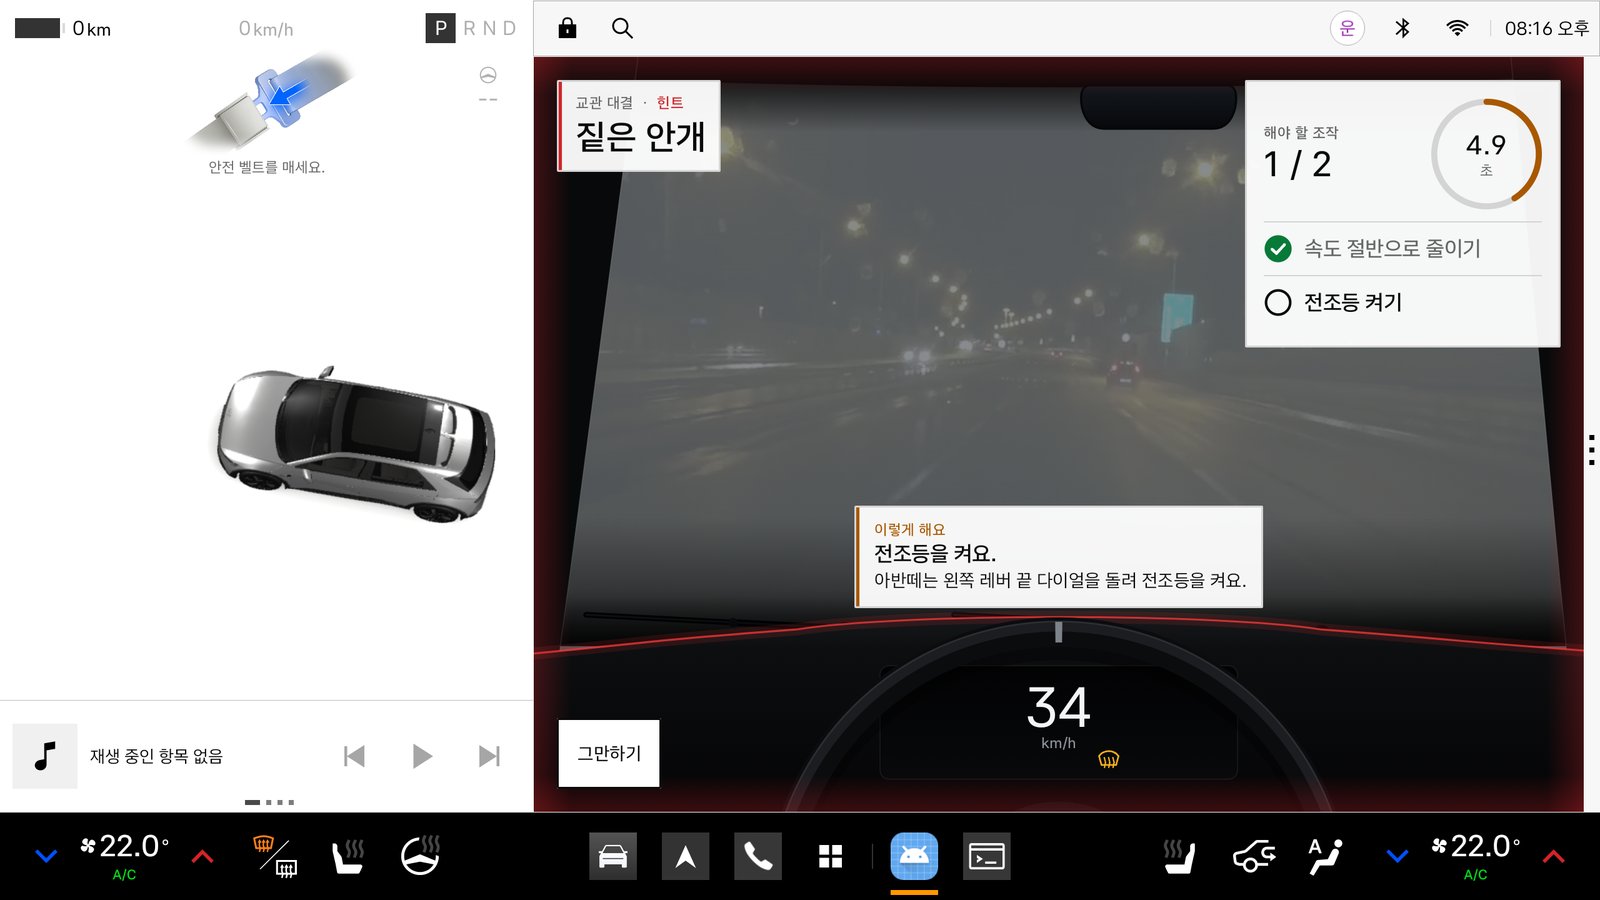 0 km
0 km/h
P R N D
안전 벨트를 매세요.
재생 중인 항목 없음
운
08:16 오후
교관 대결 · 힌트
짙은 안개
해야 할 조작
1 / 2
4.9
초
속도 절반으로 줄이기
전조등 켜기
이렇게 해요
전조등을 켜요.
아반떼는 왼쪽 레버 끝 다이얼을 돌려 전조등을 켜요.
34
km/h
그만하기
22.0°
A/C
A
22.0°
A/C